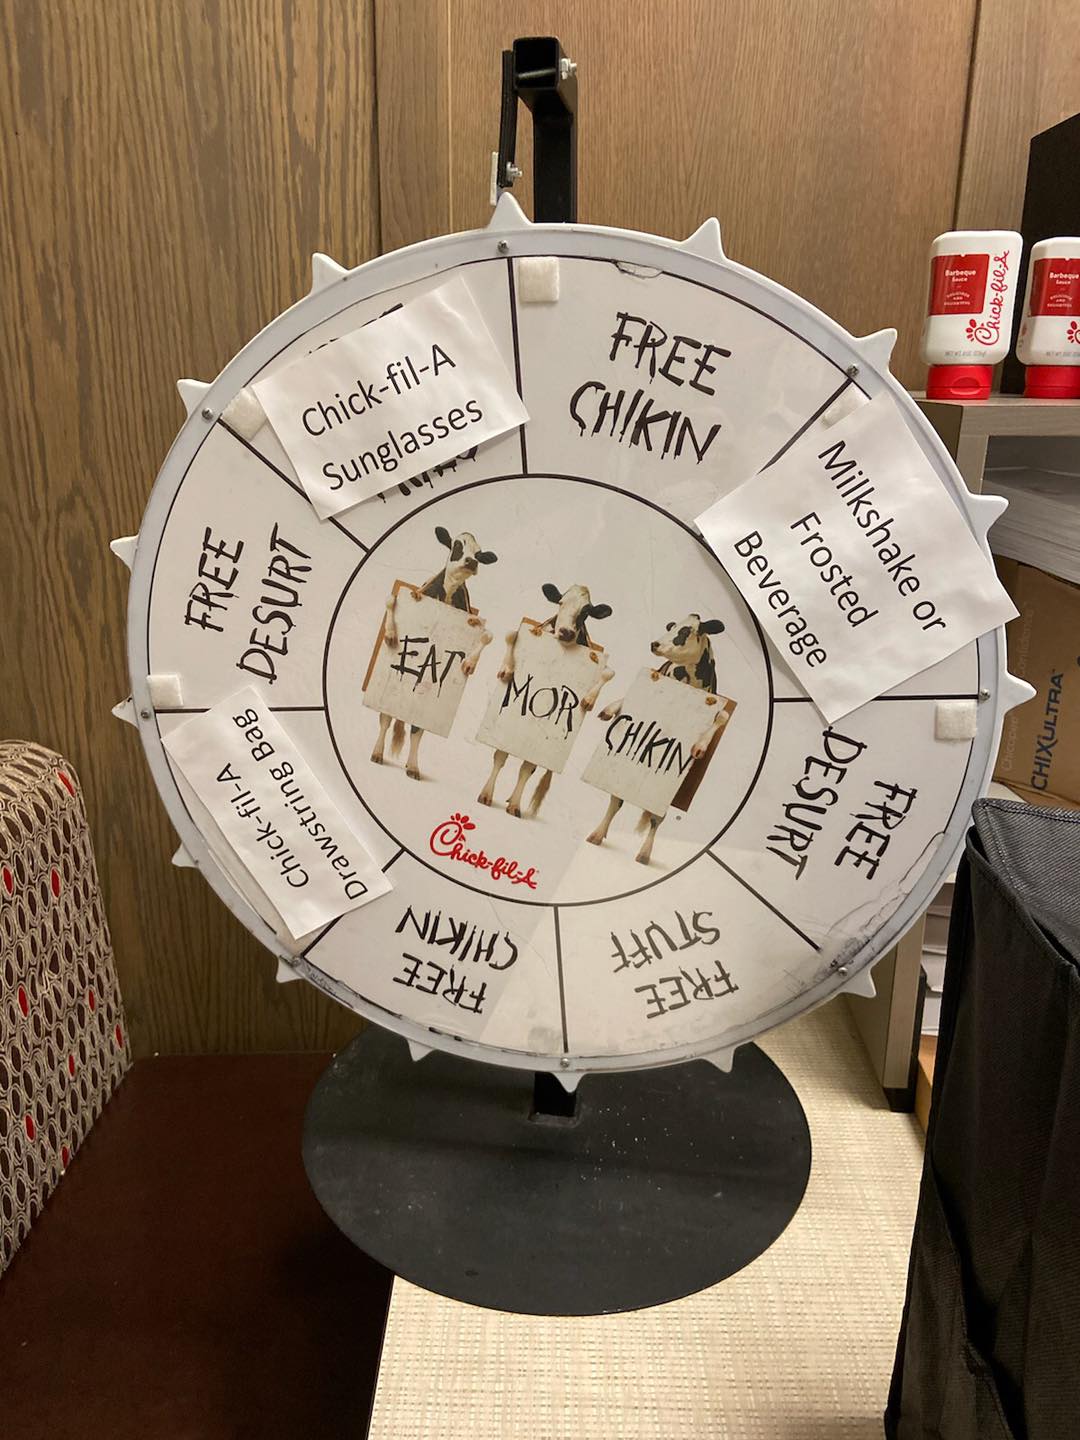 Chick-fil-A
Sunglasses
FREE
CHIKIN
Milkshake or
Frosted
Beverage
FREE
DESURT
FREE
STUFF
FREE
CHIKIN
Chick-fil-A
Drawstring Bag
FREE
DESURT
EAT
MOR
CHIKIN
Chick-fil-A
Barbeque
Sauce
Chick-fil-A
Barbeque
Sauce
CHIXULTRA